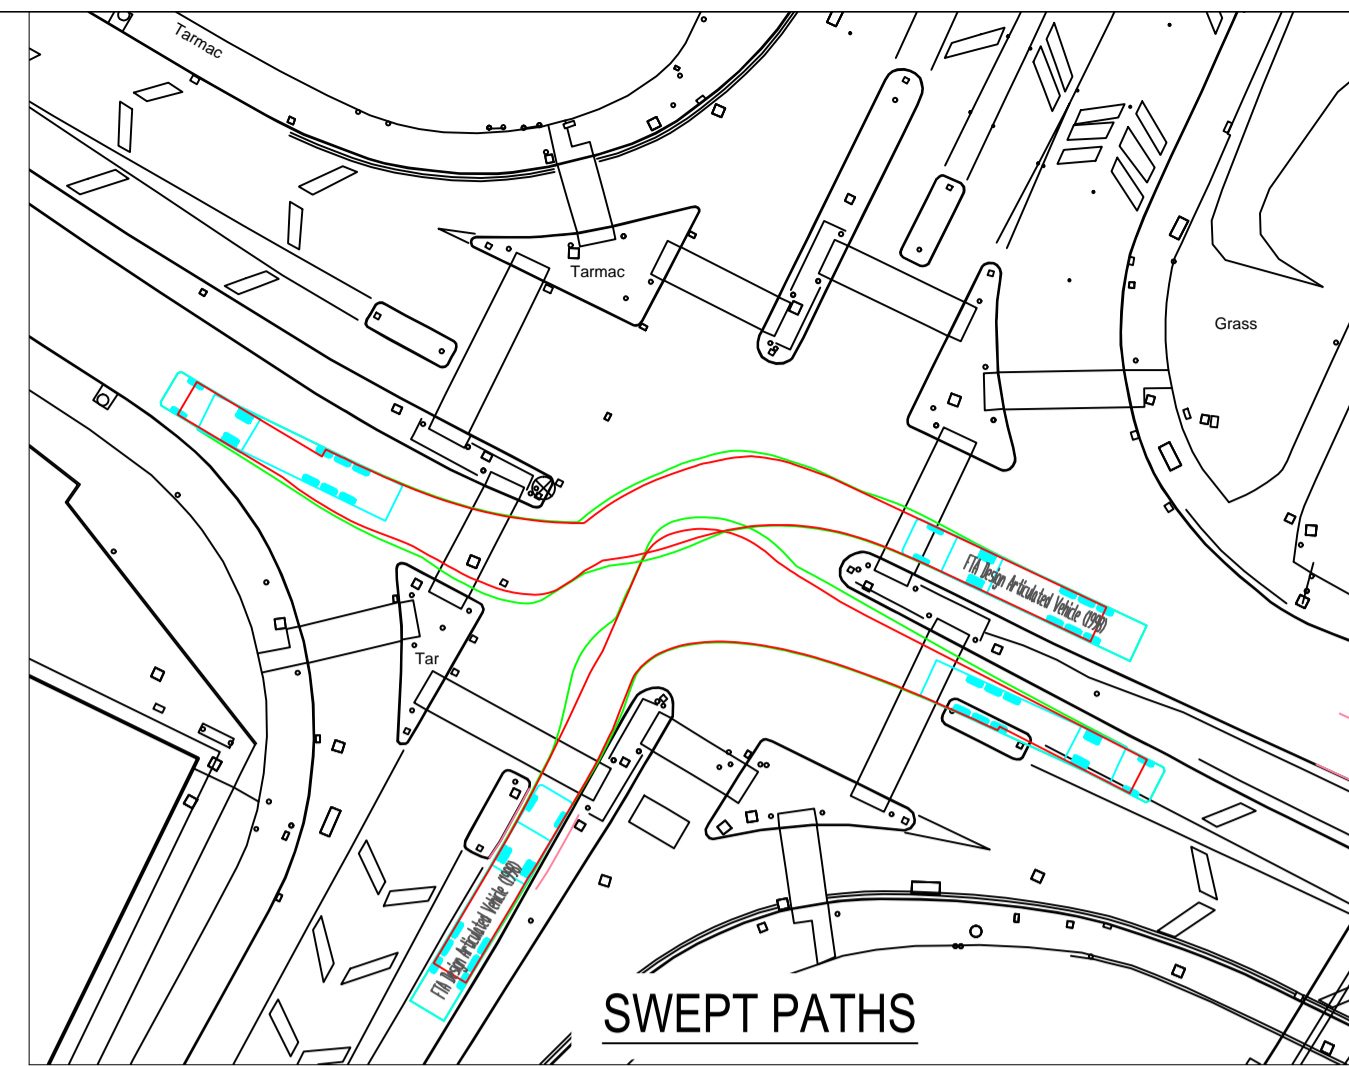 Tarmac
Tarmac
Grass
FTA Design Articulated Vehicle (1998)
Tar
FTA Design Articulated Vehicle (1998)
SWEPT PATHS